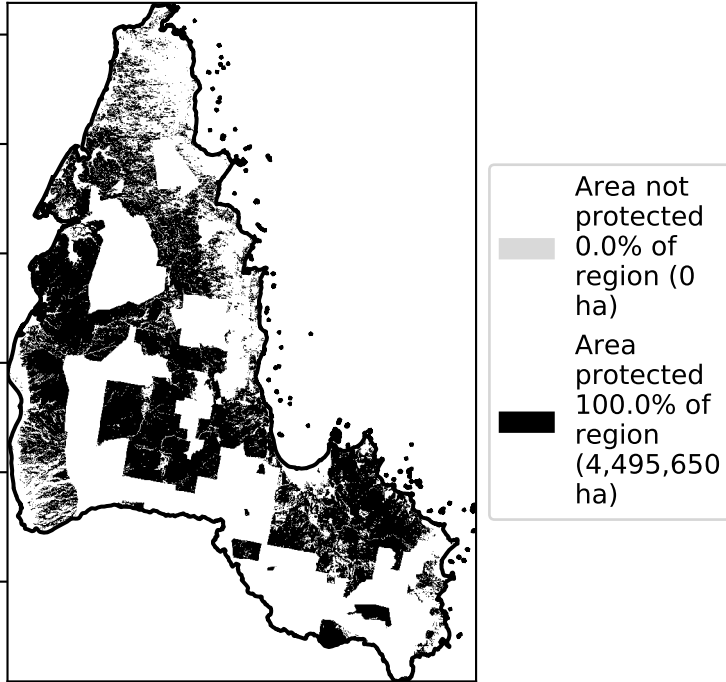 Area not
protected
0.0% of
region (0
ha)
Area
protected
100.0% of
region
(4,495,650
ha)